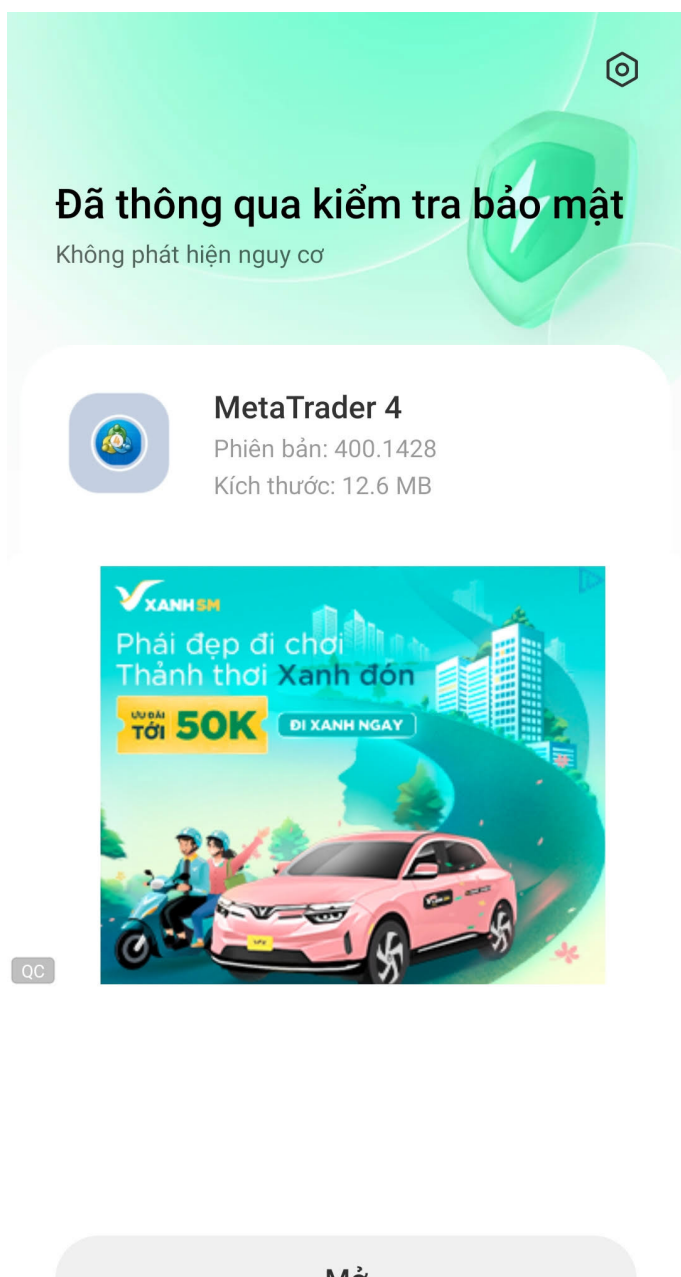 Đã thông qua kiểm tra bảo mật
Không phát hiện nguy cơ
MetaTrader 4
Phiên bản: 400.1428
Kích thước: 12.6 MB
XANH SM
Phái đẹp đi chơi
Thảnh thơi Xanh đón
ƯU ĐÃI
TỚI 50K
ĐI XANH NGAY
QC
Mở